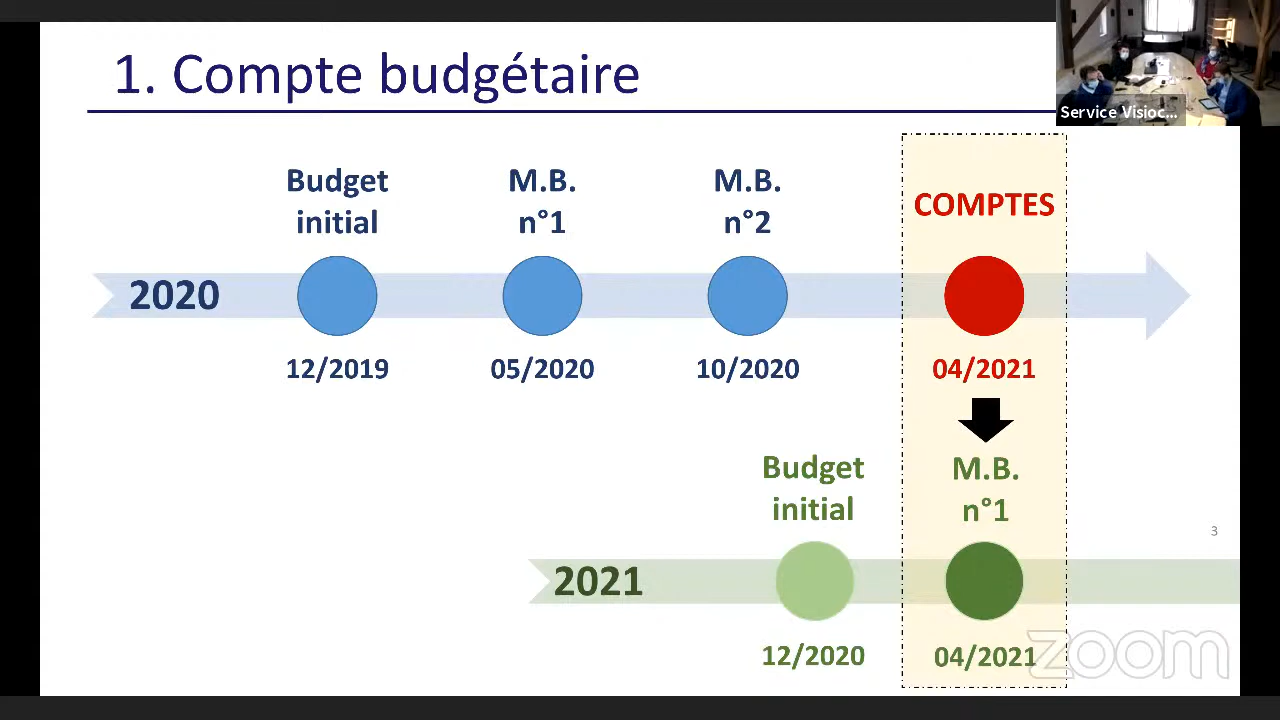 1. Compte budgétaire
Service Visioc...
Budget
initial
M.B.
n°1
M.B.
n°2
COMPTES
2020
12/2019
05/2020
10/2020
04/2021
Budget
initial
M.B.
n°1
3
2021
12/2020
04/2021
zoom